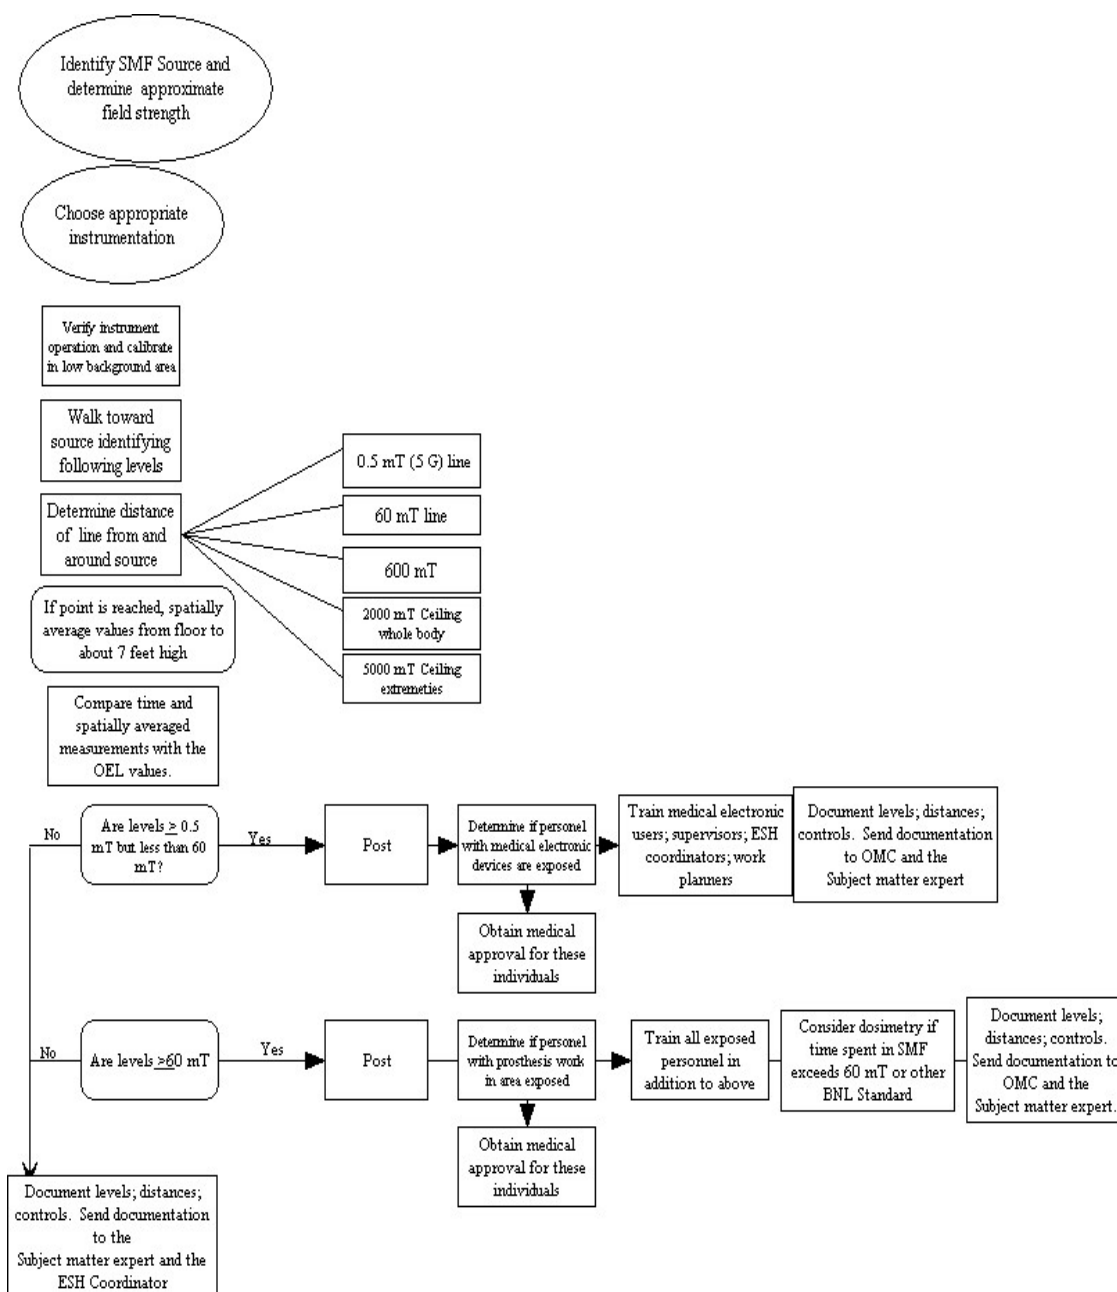 Identify SMF Source and
determine approximate
field strength
Choose appropriate
instrumentation
Verify instrument
operation and calibrate
in low background area
Walk toward
source identifying
following levels
Determine distance
of line from and
around source
0.5 mT (5 G) line
60 mT line
600 mT
2000 mT Ceiling
whole body
5000 mT Ceiling
extremeties
If point is reached, spatially
average values from floor to
about 7 feet high
Compare time and
spatially averaged
measurements with the
OEL values.
No
Are levels ≥ 0.5
mT but less than 60
mT?
Yes
Post
Determine if personel
with medical electronic
devices are exposed
Train medical electronic
users; supervisors; ESH
coordinators; work
planners
Document levels; distances;
controls. Send documentation
to OMC and the
Subject matter expert
Obtain medical
approval for these
individuals
No
Are levels ≥60 mT
Yes
Post
Determine if personel
with prosthesis work
in area exposed
Train all exposed
personnel in
addition to above
Consider dosimetry if
time spent in SMF
exceeds 60 mT or other
BNL Standard
Document levels;
distances; controls.
Send documentation to
OMC and the
Subject matter expert.
Obtain medical
approval for these
individuals
Document levels; distances;
controls. Send documentation
to the
Subject matter expert and the
ESH Coordinator